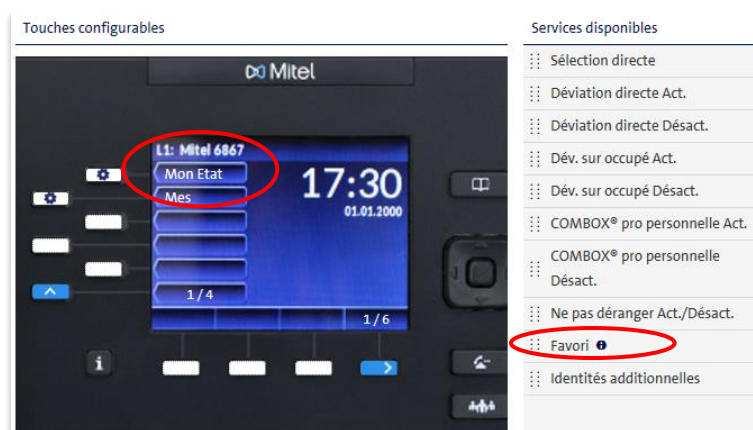 Touches configurables
Services disponibles
Mitel
L1: Mitel 6867
Mon Etat
Mes
17:30
01.01.2000
1/4
1/6
i
Sélection directe
Déviation directe Act.
Déviation directe Désact.
Dév. sur occupé Act.
Dév. sur occupé Désact.
COMBOX® pro personnelle Act.
COMBOX® pro personnelle
Désact.
Ne pas déranger Act./Désact.
Favori
Identités additionnelles